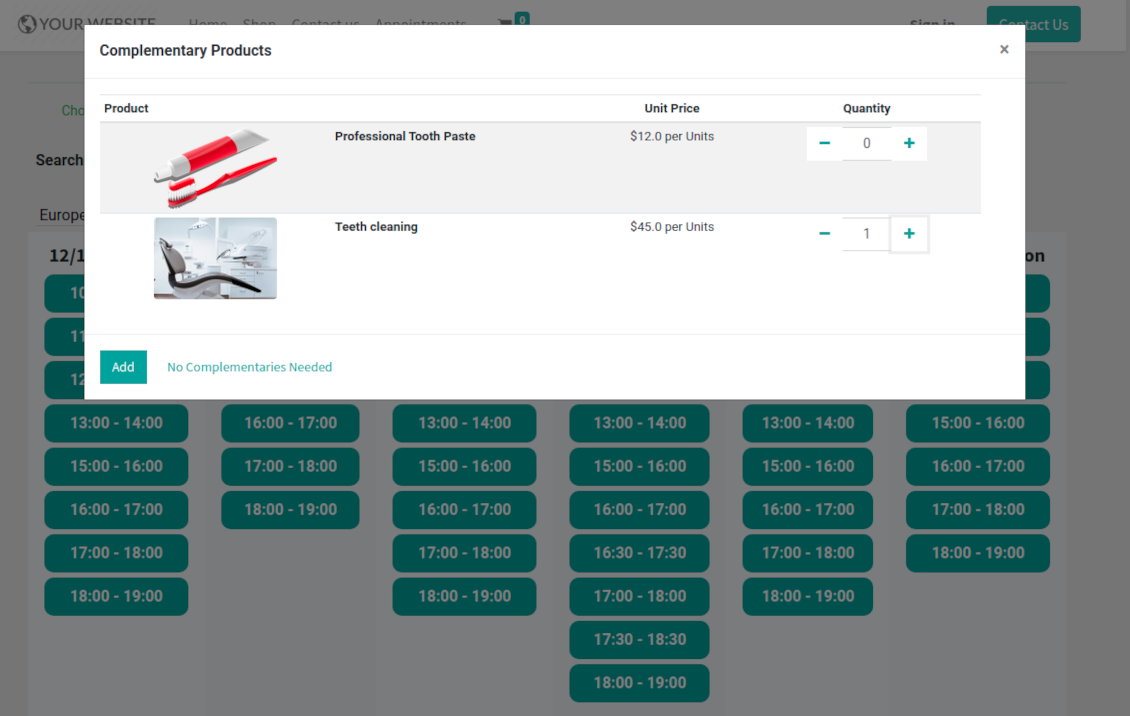 YOUR WEBSITE Home Shop Contact us Appointments 0 Sign in Contact Us
Complementary Products ×
Cho
Product Unit Price Quantity
Search
Professional Tooth Paste $12.0 per Units − 0 +
Europe
Teeth cleaning $45.0 per Units − 1 +
12/1 on
10
11
Add No Complementaries Needed
12
13:00 - 14:00 16:00 - 17:00 13:00 - 14:00 13:00 - 14:00 13:00 - 14:00 15:00 - 16:00
15:00 - 16:00 17:00 - 18:00 15:00 - 16:00 15:00 - 16:00 15:00 - 16:00 16:00 - 17:00
16:00 - 17:00 18:00 - 19:00 16:00 - 17:00 16:00 - 17:00 16:00 - 17:00 17:00 - 18:00
17:00 - 18:00 17:00 - 18:00 16:30 - 17:30 17:00 - 18:00 18:00 - 19:00
18:00 - 19:00 18:00 - 19:00 17:00 - 18:00 18:00 - 19:00
17:30 - 18:30
18:00 - 19:00